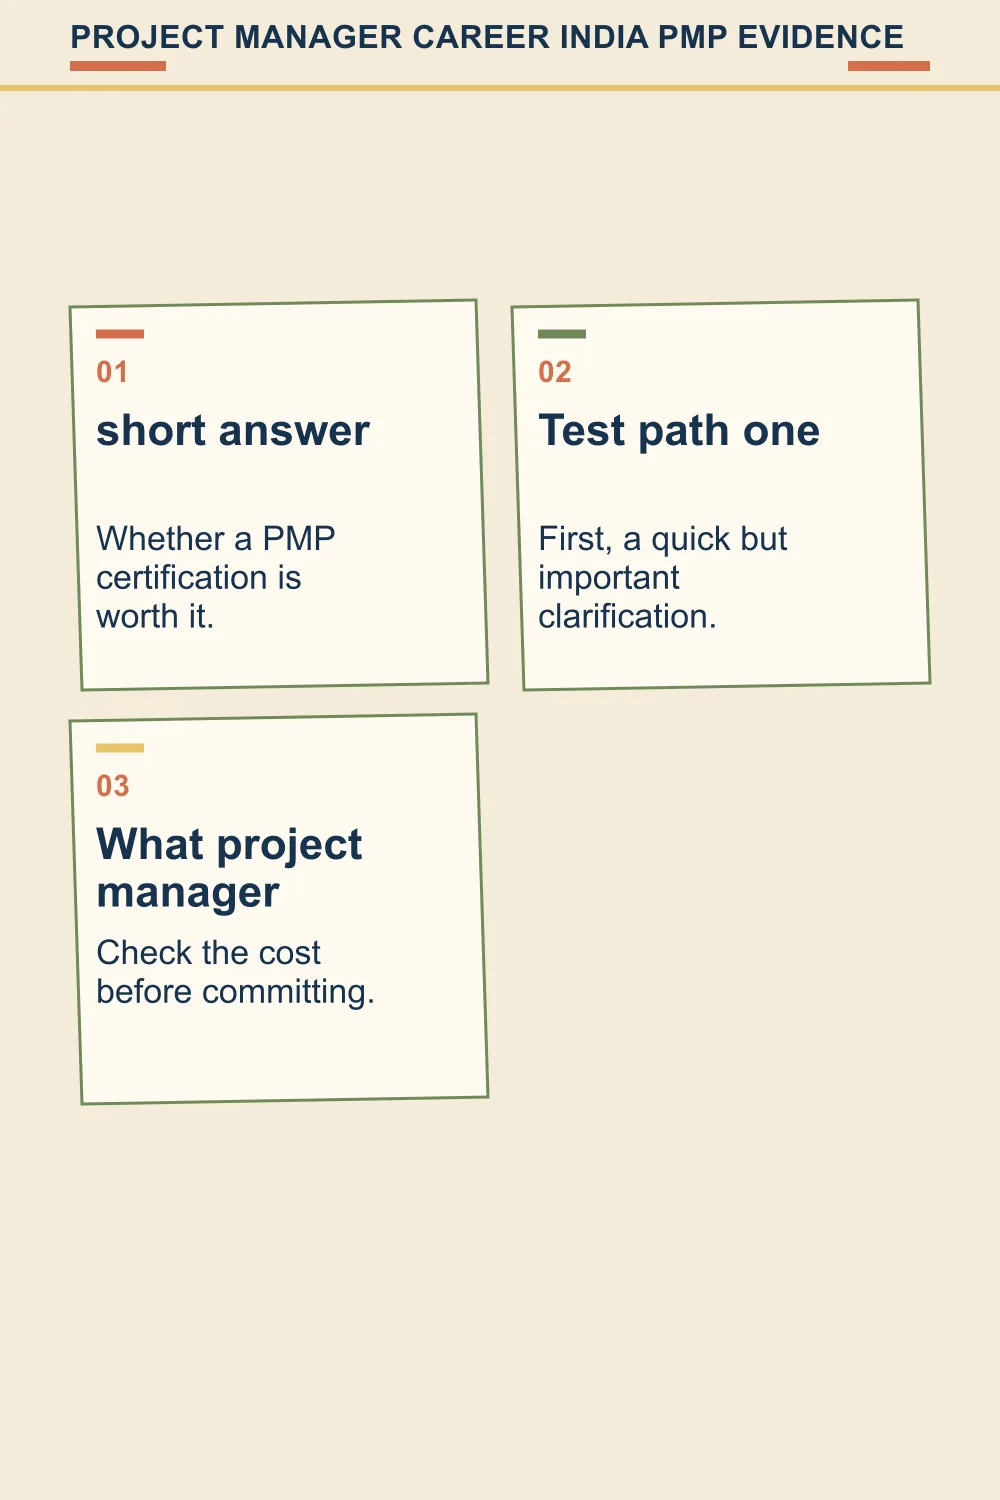 PROJECT MANAGER CAREER INDIA PMP EVIDENCE
01
short answer
Whether a PMP
certification is
worth it.
02
Test path one
First, a quick but
important
clarification.
03
What project
manager
Check the cost
before committing.